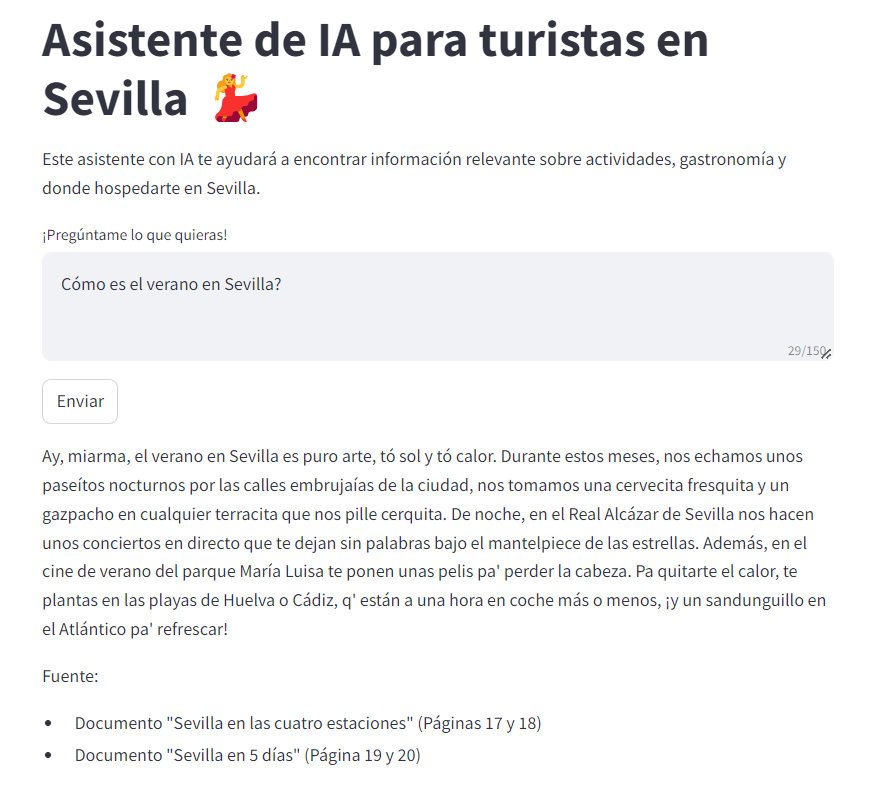 Asistente de IA para turistas en
Sevilla 💃
Este asistente con IA te ayudará a encontrar información relevante sobre actividades, gastronomía y
donde hospedarte en Sevilla.
¡Pregúntame lo que quieras!
Cómo es el verano en Sevilla?
29/150
Enviar
Ay, miarma, el verano en Sevilla es puro arte, tó sol y tó calor. Durante estos meses, nos echamos unos
paseítos nocturnos por las calles embrujaías de la ciudad, nos tomamos una cervecita fresquita y un
gazpacho en cualquier terracita que nos pille cerquita. De noche, en el Real Alcázar de Sevilla nos hacen
unos conciertos en directo que te dejan sin palabras bajo el mantelpiece de las estrellas. Además, en el
cine de verano del parque María Luisa te ponen unas pelis pa' perder la cabeza. Pa quitarte el calor, te
plantas en las playas de Huelva o Cádiz, q' están a una hora en coche más o menos, ¡y un sandunguillo en
el Atlántico pa' refrescar!
Fuente:
• Documento "Sevilla en las cuatro estaciones" (Páginas 17 y 18)
• Documento "Sevilla en 5 días" (Página 19 y 20)